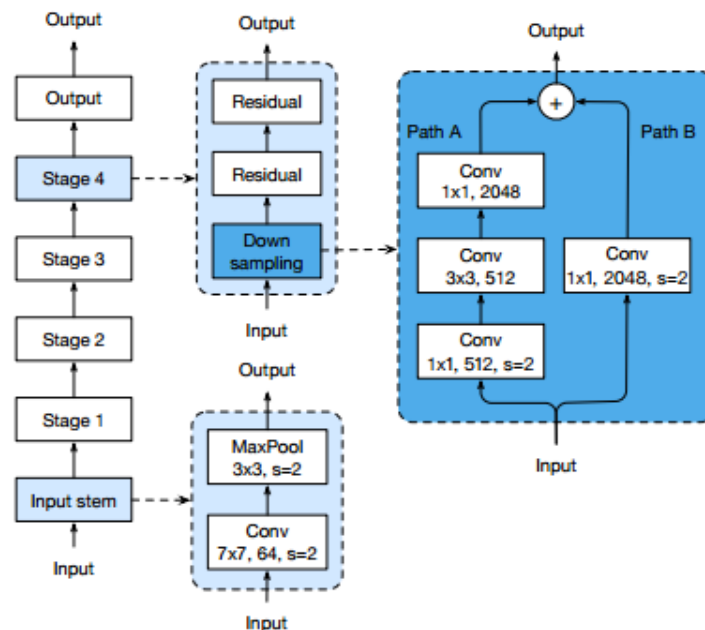 Output
Output
Stage 4
Stage 3
Stage 2
Stage 1
Input stem
Input
Output
Residual
Residual
Down
sampling
Input
Output
MaxPool
3x3, s=2
Conv
7x7, 64, s=2
Input
Output
+
Path A
Path B
Conv
1x1, 2048
Conv
3x3, 512
Conv
1x1, 512, s=2
Conv
1x1, 2048, s=2
Input